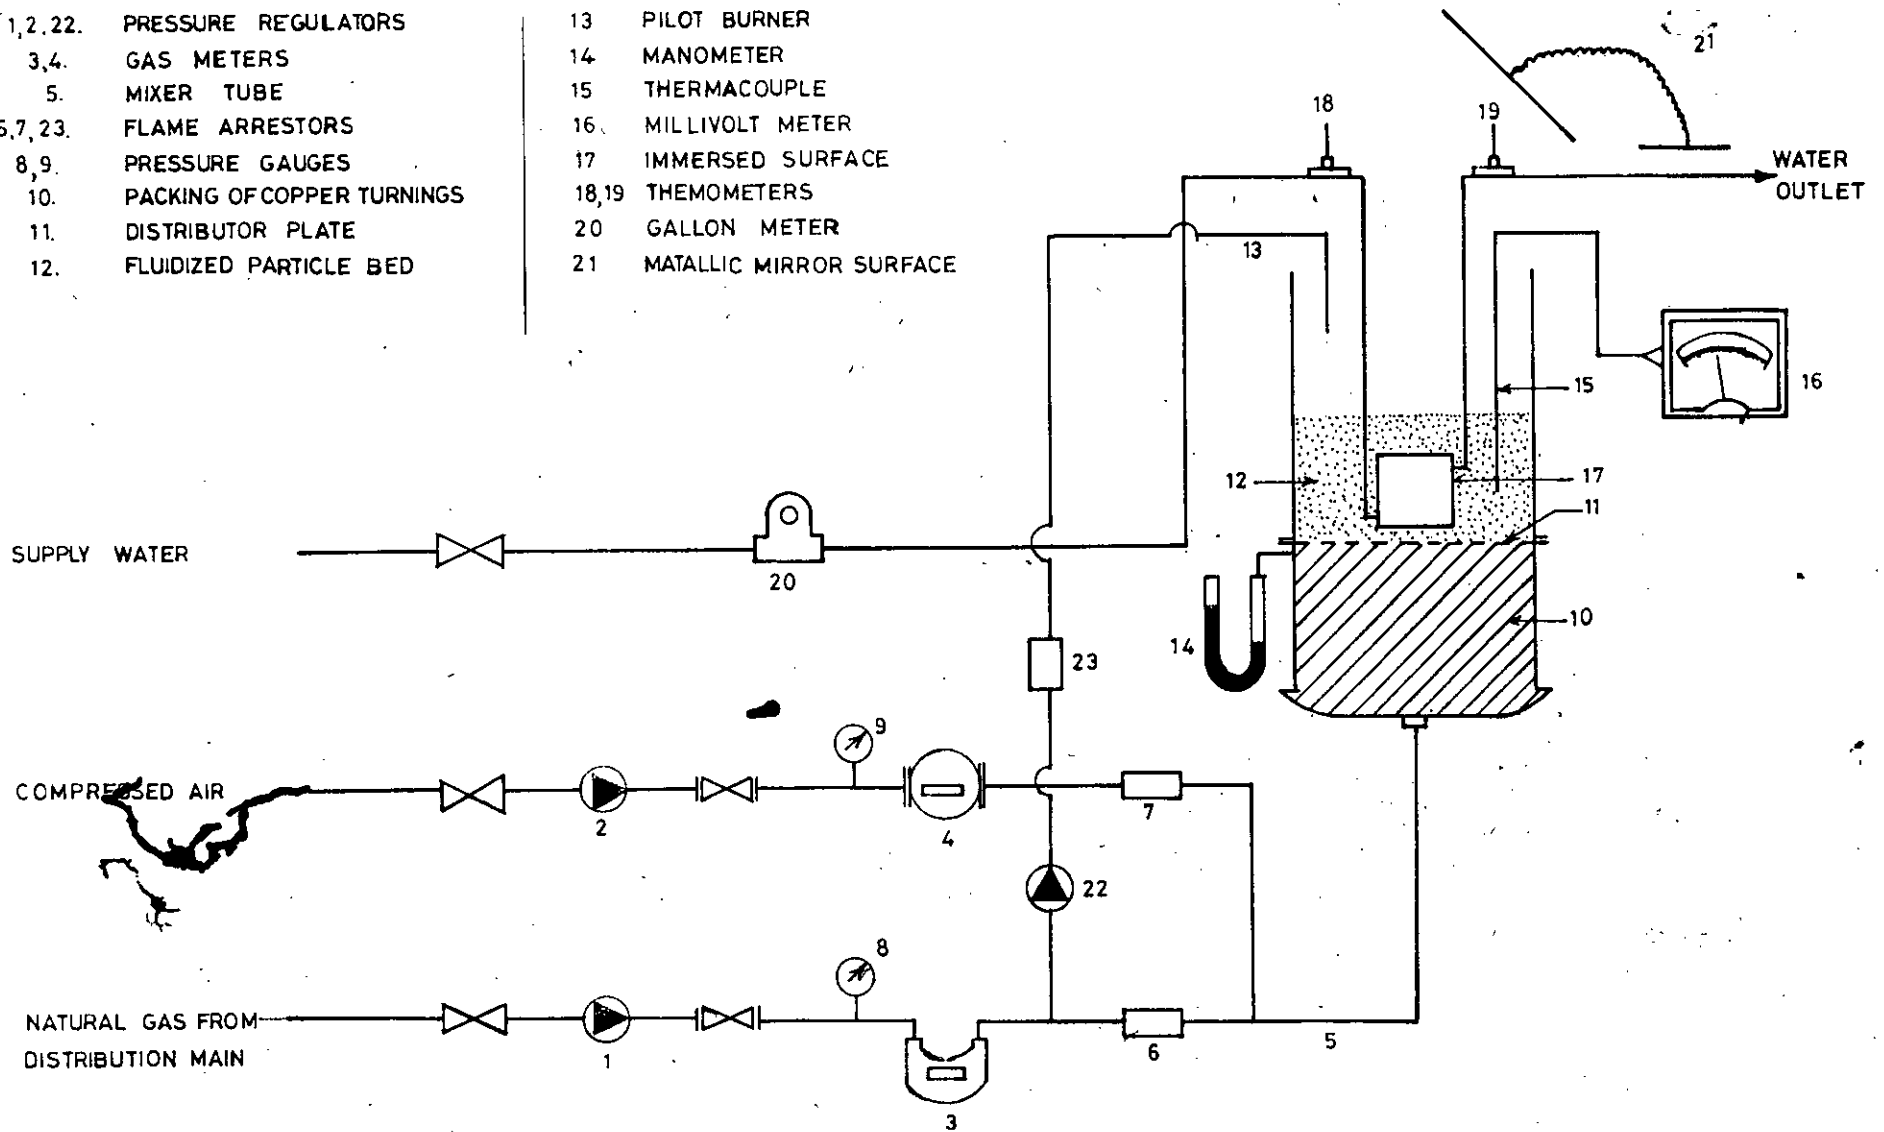 1,2,22. PRESSURE REGULATORS
3,4. GAS METERS
5. MIXER TUBE
6,7,23. FLAME ARRESTORS
8,9. PRESSURE GAUGES
10. PACKING OF COPPER TURNINGS
11. DISTRIBUTOR PLATE
12. FLUIDIZED PARTICLE BED
13 PILOT BURNER
14 MANOMETER
15 THERMACOUPLE
16. MILLIVOLT METER
17 IMMERSED SURFACE
18,19 THEMOMETERS
20 GALLON METER
21 MATALLIC MIRROR SURFACE
21
18
19
WATER
OUTLET
13
15
16
12
17
11
SUPPLY WATER
20
10
14
23
9
COMPRESSED AIR
2
4
7
22
8
NATURAL GAS FROM
DISTRIBUTION MAIN
1
6
5
3